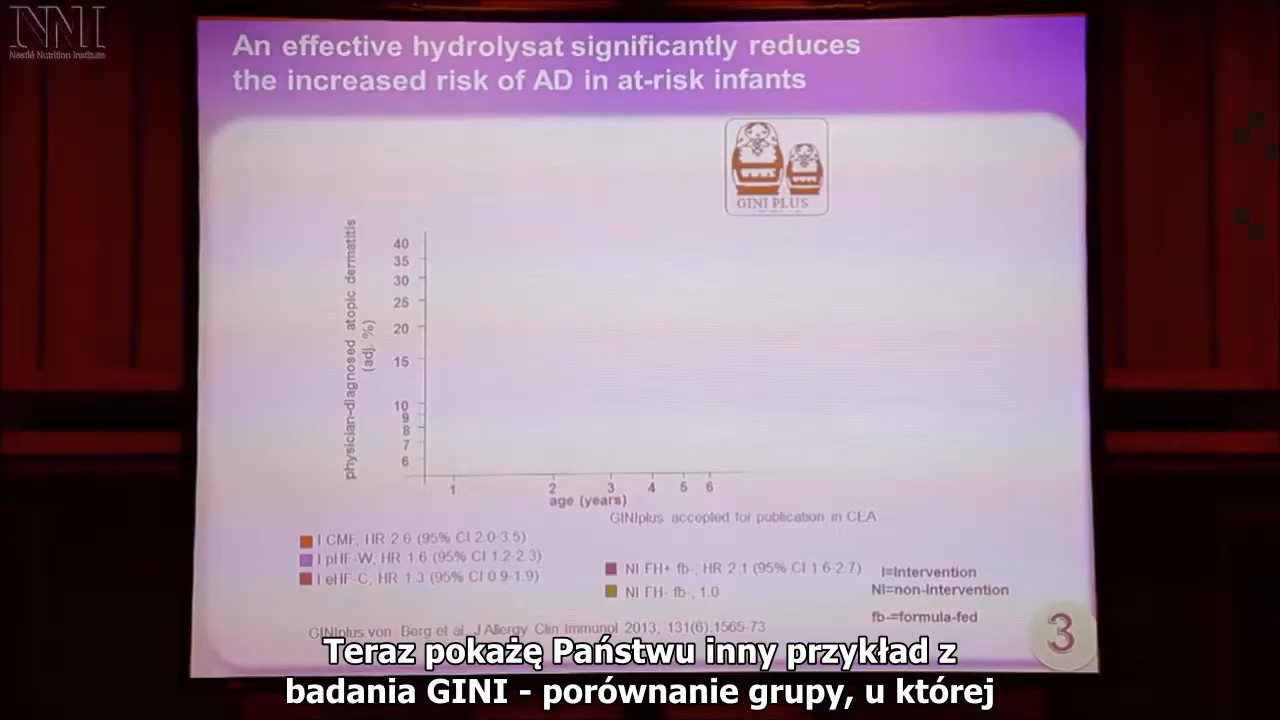 NNI
Nestlé Nutrition Institute
An effective hydrolysat significantly reduces
the increased risk of AD in at-risk infants
GINI PLUS
physician-diagnosed atopic dermatitis
(adj. %)
40
35
30
25
20
15
10
9
8
7
6
1 2 3 4 5 6
age (years)
GINIplus accepted for publication in CEA
I CMF, HR 2.6 (95% CI 2.0-3.5)
I pHF-W, HR 1.6 (95% CI 1.2-2.3)
I eHF-C, HR 1.3 (95% CI 0.9-1.9)
NI FH+ fb-, HR 2.1 (95% CI 1.6-2.7)
NI FH- fb-, 1.0
I=Intervention
NI=non-Intervention
fb-=formula-fed
GINIplus von Berg et al, J Allergy Clin Immunol 2013; 131(6) 1565-73
3
Teraz pokażę Państwu inny przykład z
badania GINI - porównanie grupy, u której